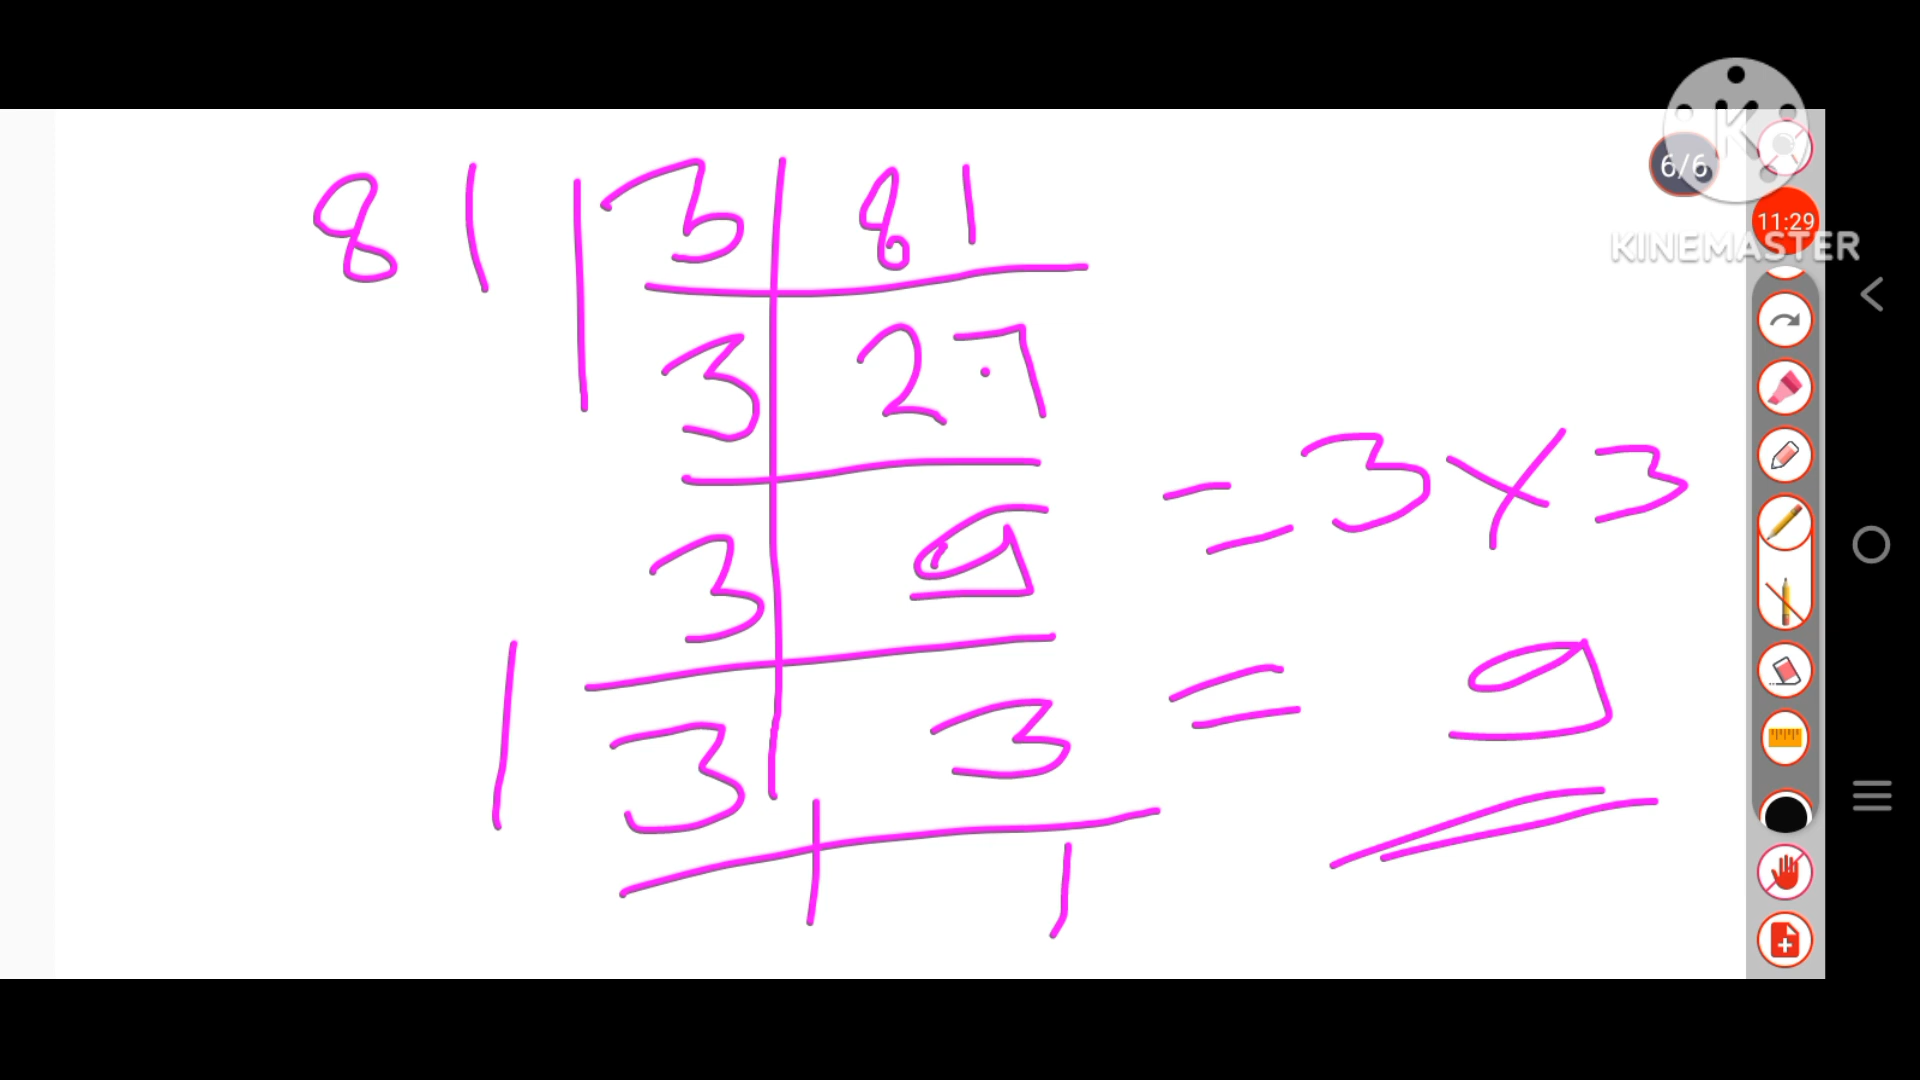 81 3 81
3 27
3 9 = 3 × 3
3 3 = 9
1
6/6
11:29
KINEMASTER